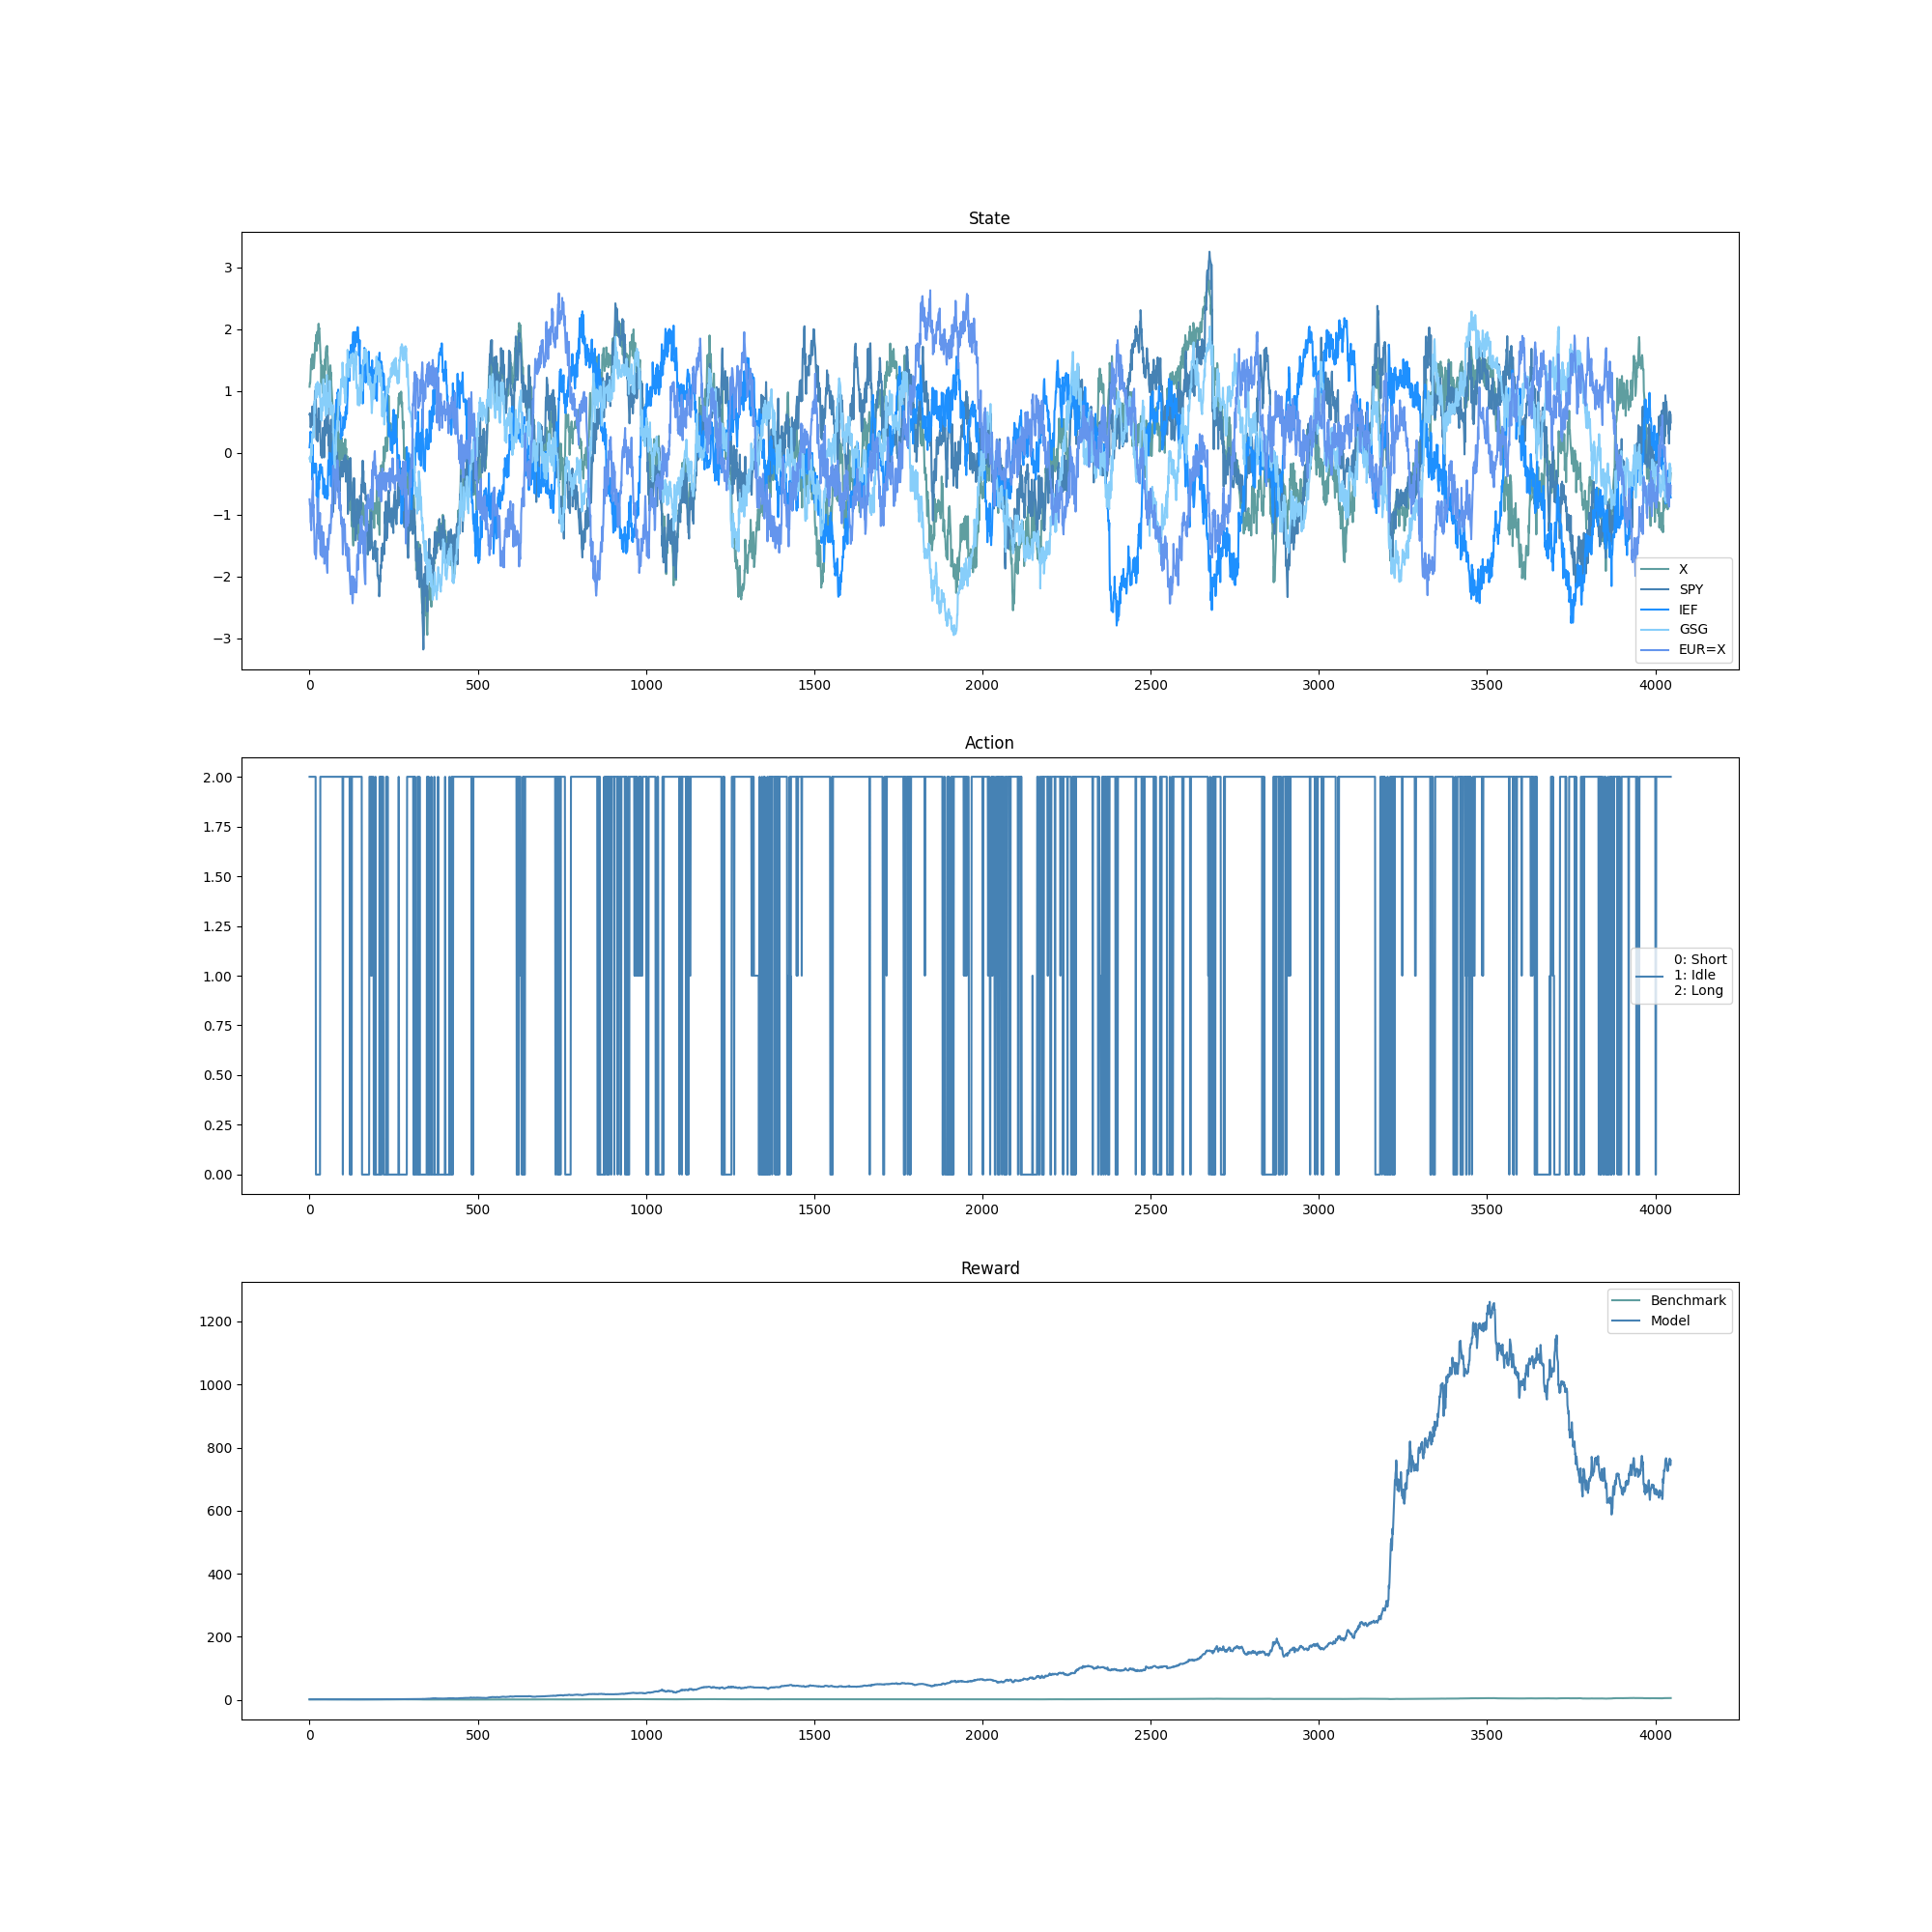 State
3
2
1
0
−1
−2
−3
X
SPY
IEF
GSG
EUR=X
0 500 1000 1500 2000 2500 3000 3500 4000
Action
2.00
1.75
1.50
1.25
1.00
0.75
0.50
0.25
0.00
0: Short
1: Idle
2: Long
0 500 1000 1500 2000 2500 3000 3500 4000
Reward
1200
1000
800
600
400
200
0
Benchmark
Model
0 500 1000 1500 2000 2500 3000 3500 4000